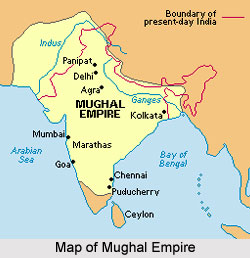 Boundary of
present-day India
Indus
Panipat
Delhi
Agra
MUGHAL
EMPIRE
Ganges
Kolkata
Mumbai
Marathas
Arabian
Sea
Goa
Bay of
Bengal
Chennai
Puducherry
Ceylon
Map of Mughal Empire